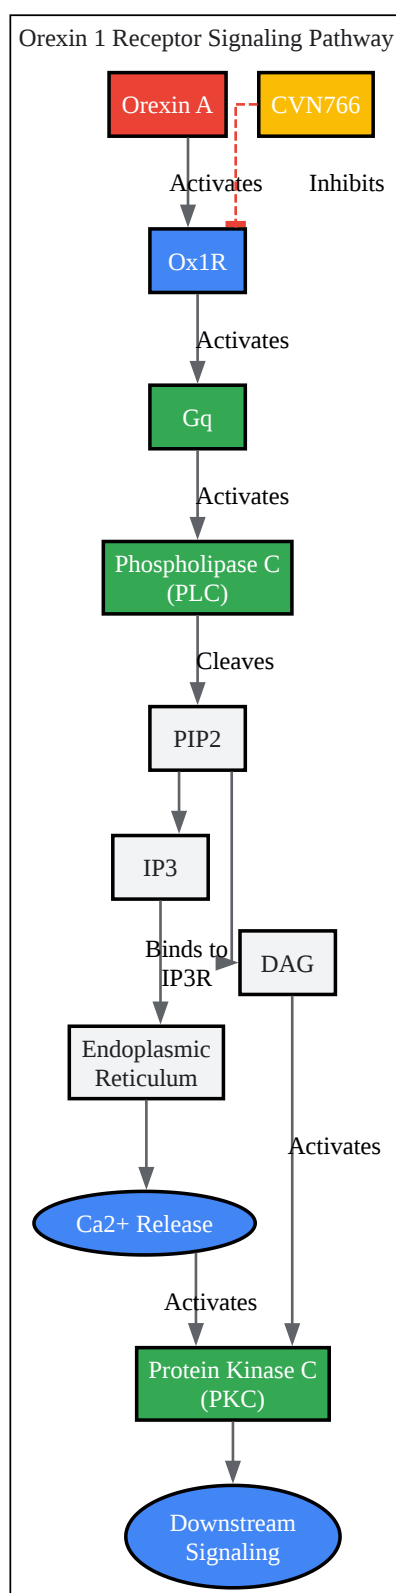 Orexin 1 Receptor Signaling Pathway
Orexin A
CVN766
Activates
Inhibits
Ox1R
Activates
Gq
Activates
Phospholipase C
(PLC)
Cleaves
PIP2
IP3
Binds to
IP3R
DAG
Endoplasmic
Reticulum
Activates
Ca2+ Release
Activates
Protein Kinase C
(PKC)
Downstream
Signaling